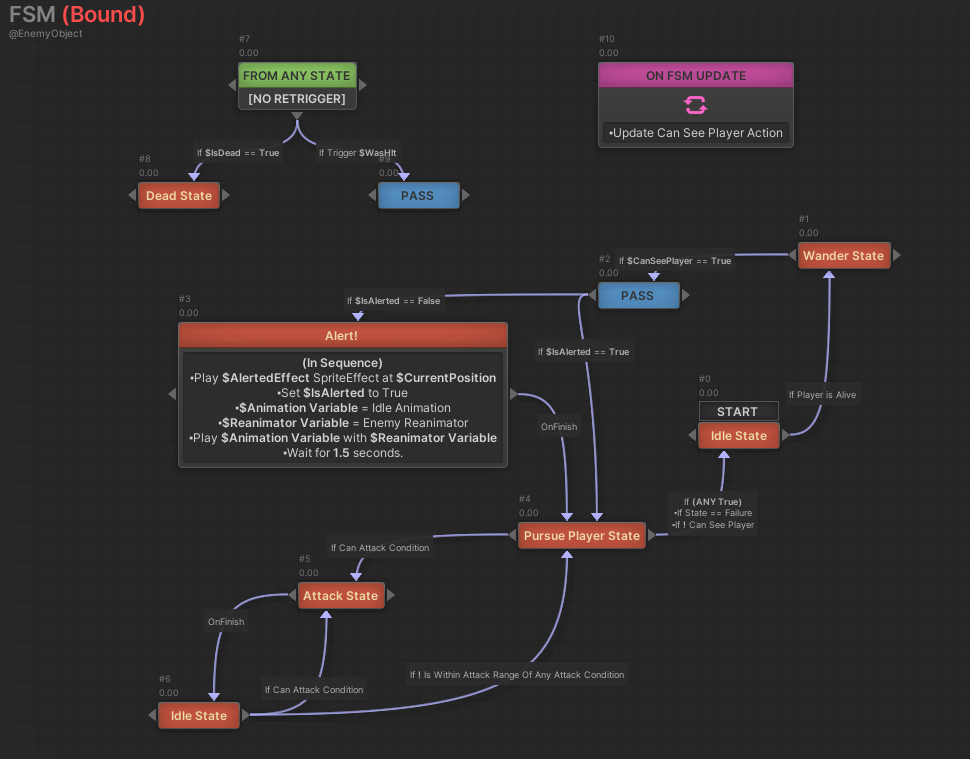 FSM (Bound)
@EnemyObject
#7
0.00
FROM ANY STATE
[NO RETRIGGER]
#10
0.00
ON FSM UPDATE
•Update Can See Player Action
If $IsDead == True
If Trigger $WasHIt
#8
0.00
Dead State
#9
0.00
PASS
#1
0.00
Wander State
If $CanSeePlayer == True
#2
0.00
PASS
If $IsAlerted == False
#3
0.00
Alert!
(In Sequence)
•Play $AlertedEffect SpriteEffect at $CurrentPosition
•Set $IsAlerted to True
•$Animation Variable = Idle Animation
•$Reanimator Variable = Enemy Reanimator
•Play $Animation Variable with $Reanimator Variable
•Wait for 1.5 seconds.
If $IsAlerted == True
If Player is Alive
#0
0.00
START
Idle State
OnFinish
If (ANY True)
•If State == Failure
•If ! Can See Player
#4
0.00
Pursue Player State
If Can Attack Condition
#5
0.00
Attack State
OnFinish
If ! Is Within Attack Range Of Any Attack Condition
If Can Attack Condition
#6
0.00
Idle State